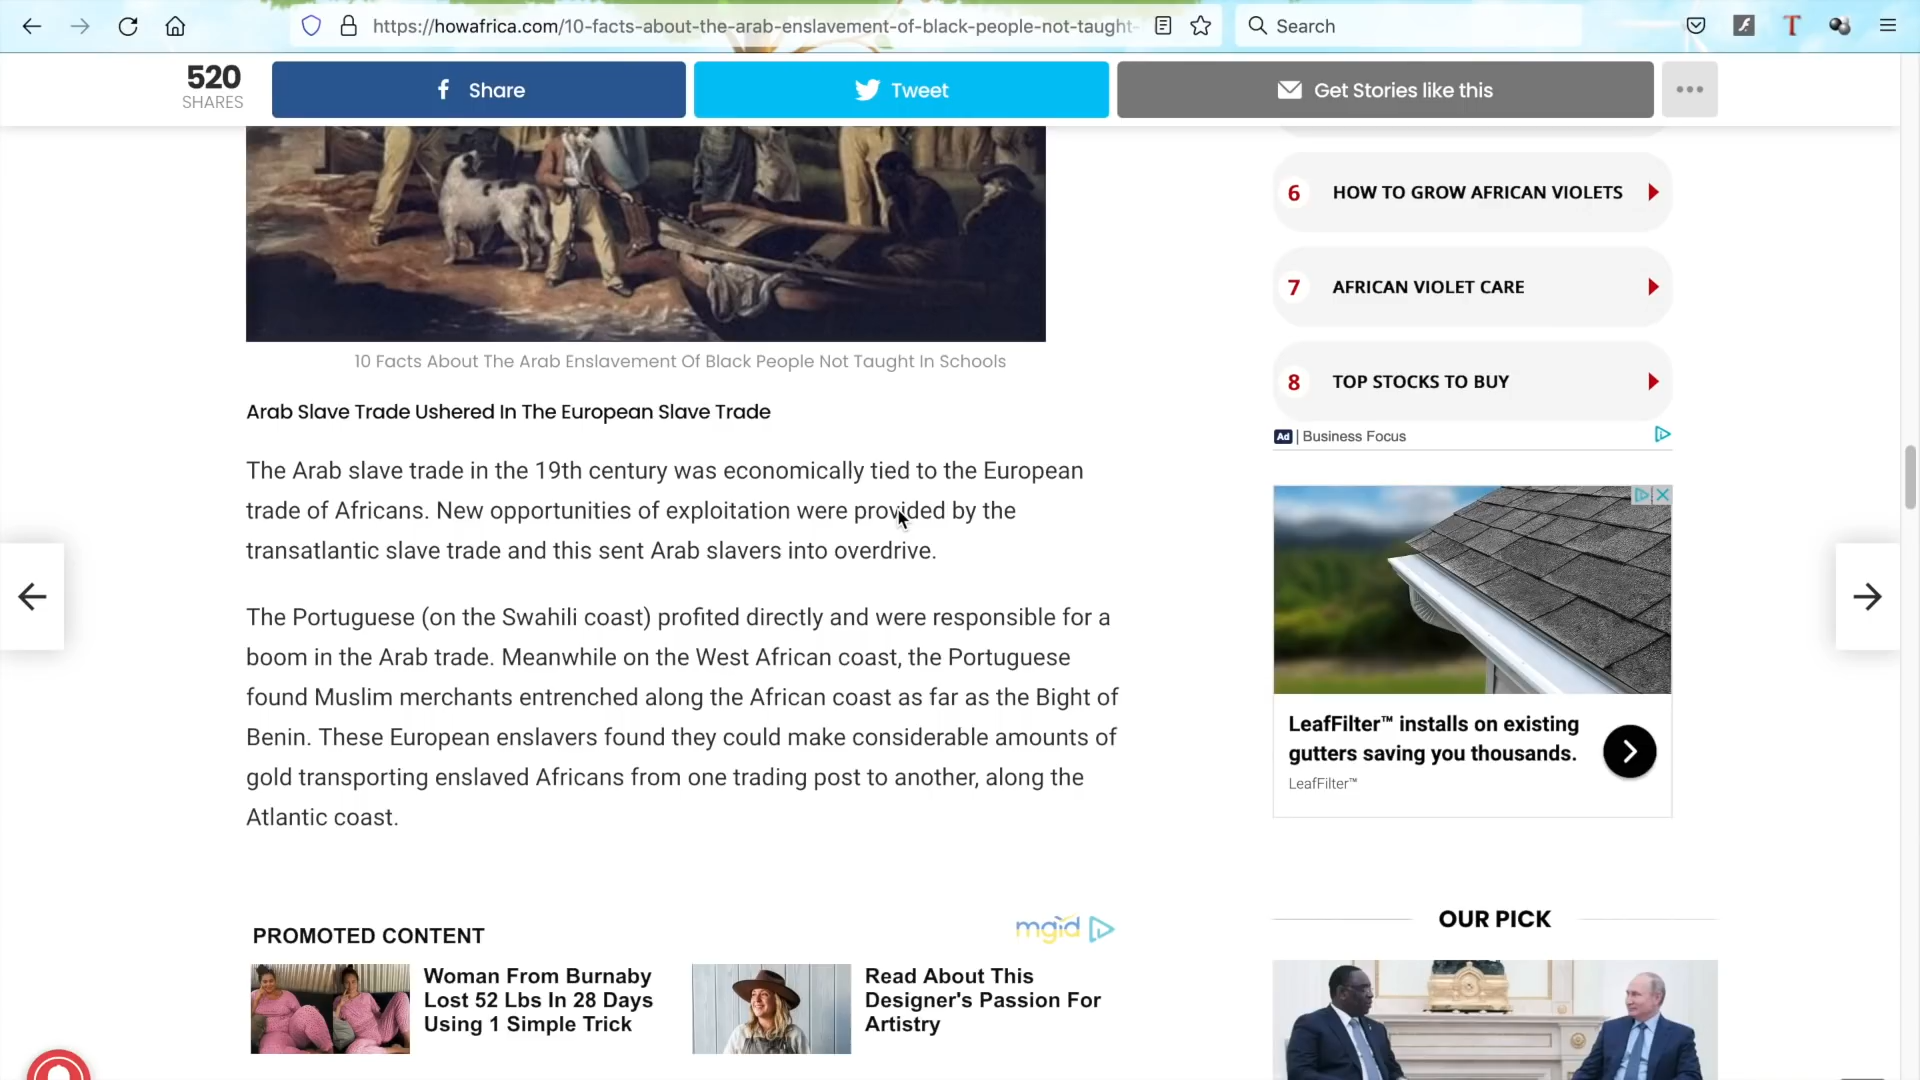 https://howafrica.com/10-facts-about-the-arab-enslavement-of-black-people-not-taught-
Search
520
SHARES
Share
Tweet
Get Stories like this
10 Facts About The Arab Enslavement Of Black People Not Taught In Schools
Arab Slave Trade Ushered In The European Slave Trade
The Arab slave trade in the 19th century was economically tied to the European
trade of Africans. New opportunities of exploitation were provided by the
transatlantic slave trade and this sent Arab slavers into overdrive.
The Portuguese (on the Swahili coast) profited directly and were responsible for a
boom in the Arab trade. Meanwhile on the West African coast, the Portuguese
found Muslim merchants entrenched along the African coast as far as the Bight of
Benin. These European enslavers found they could make considerable amounts of
gold transporting enslaved Africans from one trading post to another, along the
Atlantic coast.
PROMOTED CONTENT
mgid
Woman From Burnaby
Lost 52 Lbs In 28 Days
Using 1 Simple Trick
Read About This
Designer's Passion For
Artistry
6 HOW TO GROW AFRICAN VIOLETS
7 AFRICAN VIOLET CARE
8 TOP STOCKS TO BUY
Ad | Business Focus
LeafFilter™ installs on existing
gutters saving you thousands.
LeafFilter™
OUR PICK